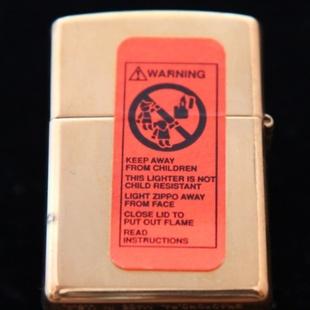 WARNING
KEEP AWAY
FROM CHILDREN
THIS LIGHTER IS NOT
CHILD RESISTANT
LIGHT ZIPPO AWAY
FROM FACE
CLOSE LID TO
PUT OUT FLAME
READ
INSTRUCTIONS